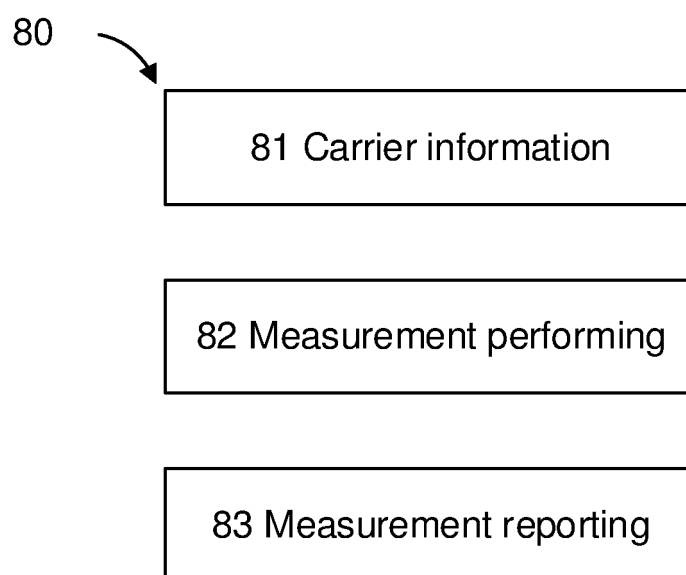 80
81 Carrier information
82 Measurement performing
83 Measurement reporting